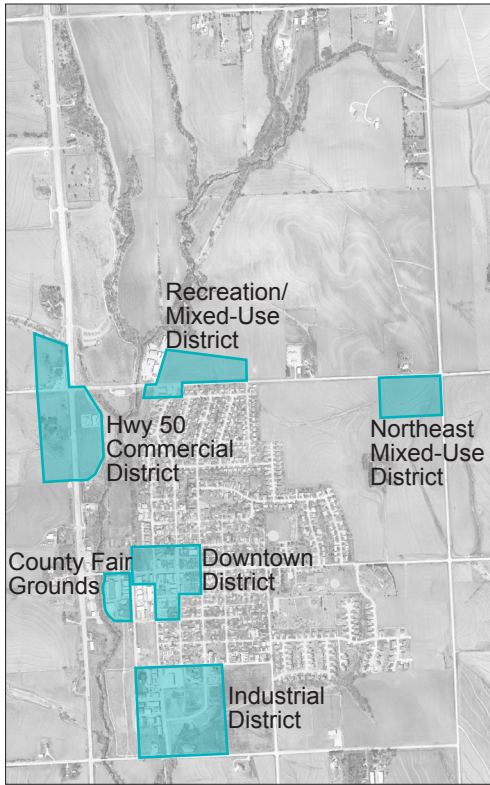 Recreation/
Mixed-Use
District
Hwy 50
Commercial
District
Northeast
Mixed-Use
District
County Fair
Grounds
Downtown
District
Industrial
District